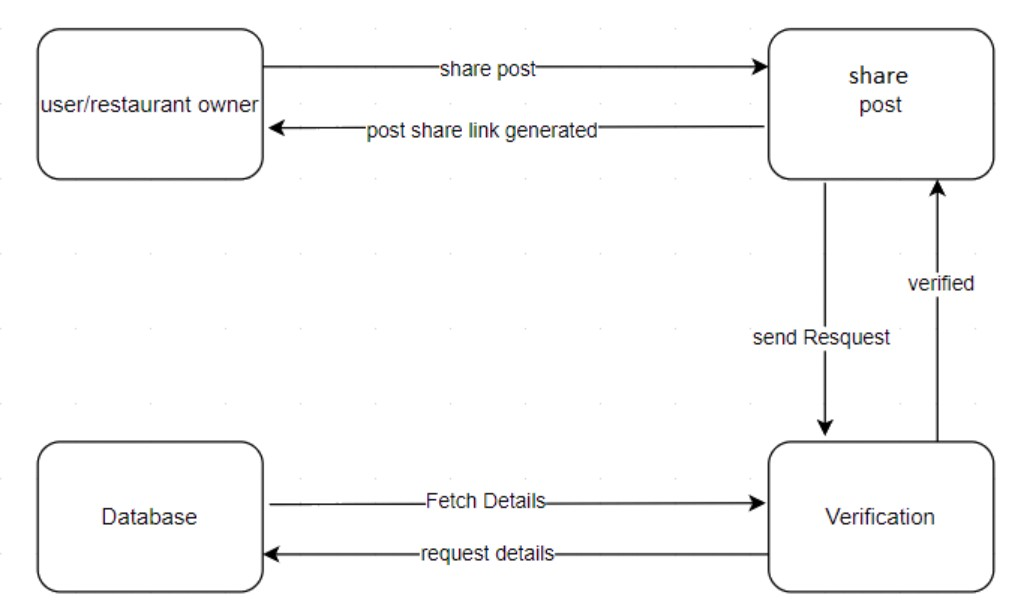 share post
share
post
user/restaurant owner
post share link generated
verified
send Resquest
Fetch Details
Database
Verification
request details